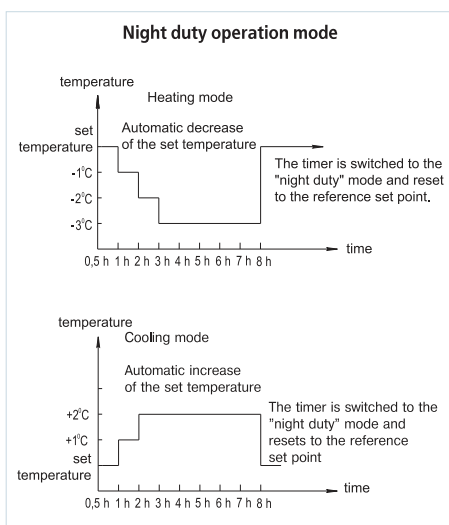 Night duty operation mode
temperature
Heating mode
set
temperature
Automatic decrease
of the set temperature
-1°C
-2°C
-3°C
The timer is switched to the
"night duty" mode and reset
to the reference set point.
time
0,5 h 1 h 2 h 3 h 4 h 5 h 6 h 7 h 8 h
temperature
Cooling mode
Automatic increase
of the set temperature
+2°C
+1°C
set
temperature
The timer is switched to the
"night duty" mode and
resets to the reference
set point
time
0,5 h 1 h 2 h 3 h 4 h 5 h 6 h 7 h 8 h